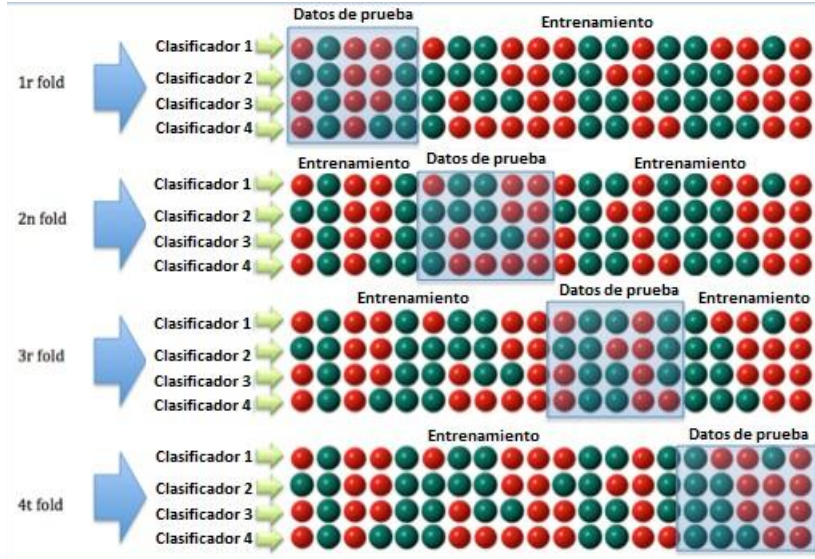 Datos de prueba
Entrenamiento
1r fold
Clasificador 1
Clasificador 2
Clasificador 3
Clasificador 4
Entrenamiento
Datos de prueba
Entrenamiento
2n fold
Clasificador 1
Clasificador 2
Clasificador 3
Clasificador 4
Entrenamiento
Datos de prueba
Entrenamiento
3r fold
Clasificador 1
Clasificador 2
Clasificador 3
Clasificador 4
Entrenamiento
Datos de prueba
4t fold
Clasificador 1
Clasificador 2
Clasificador 3
Clasificador 4